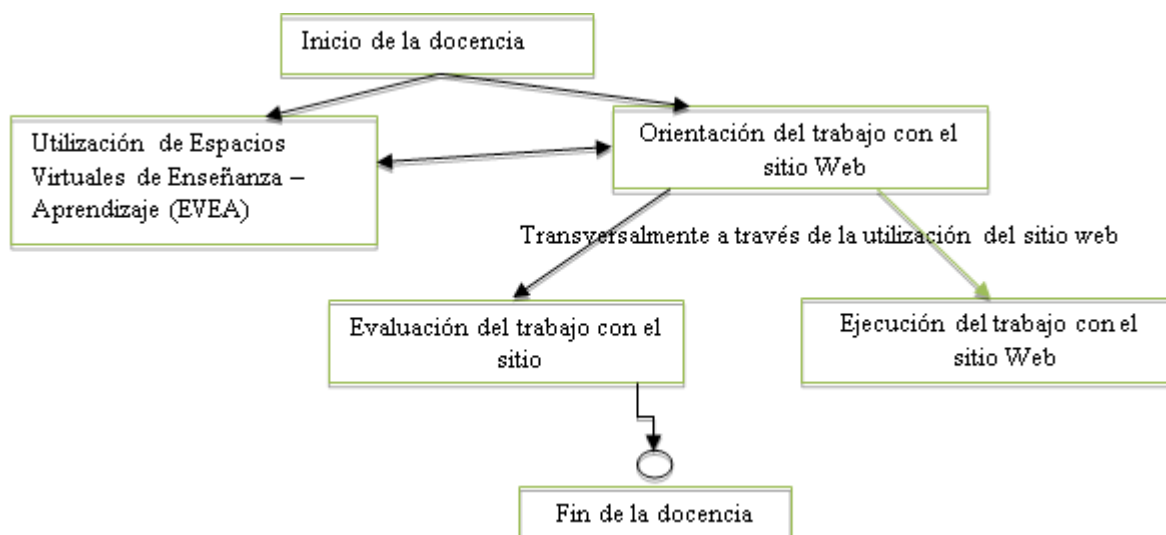 Inicio de la docencia
Utilización de Espacios
Virtuales de Enseñanza –
Aprendizaje (EVEA)
Orientación del trabajo con el
sitio Web
Transversalmente a través de la utilización del sitio web
Evaluación del trabajo con el
sitio
Ejecución del trabajo con el
sitio Web
Fin de la docencia